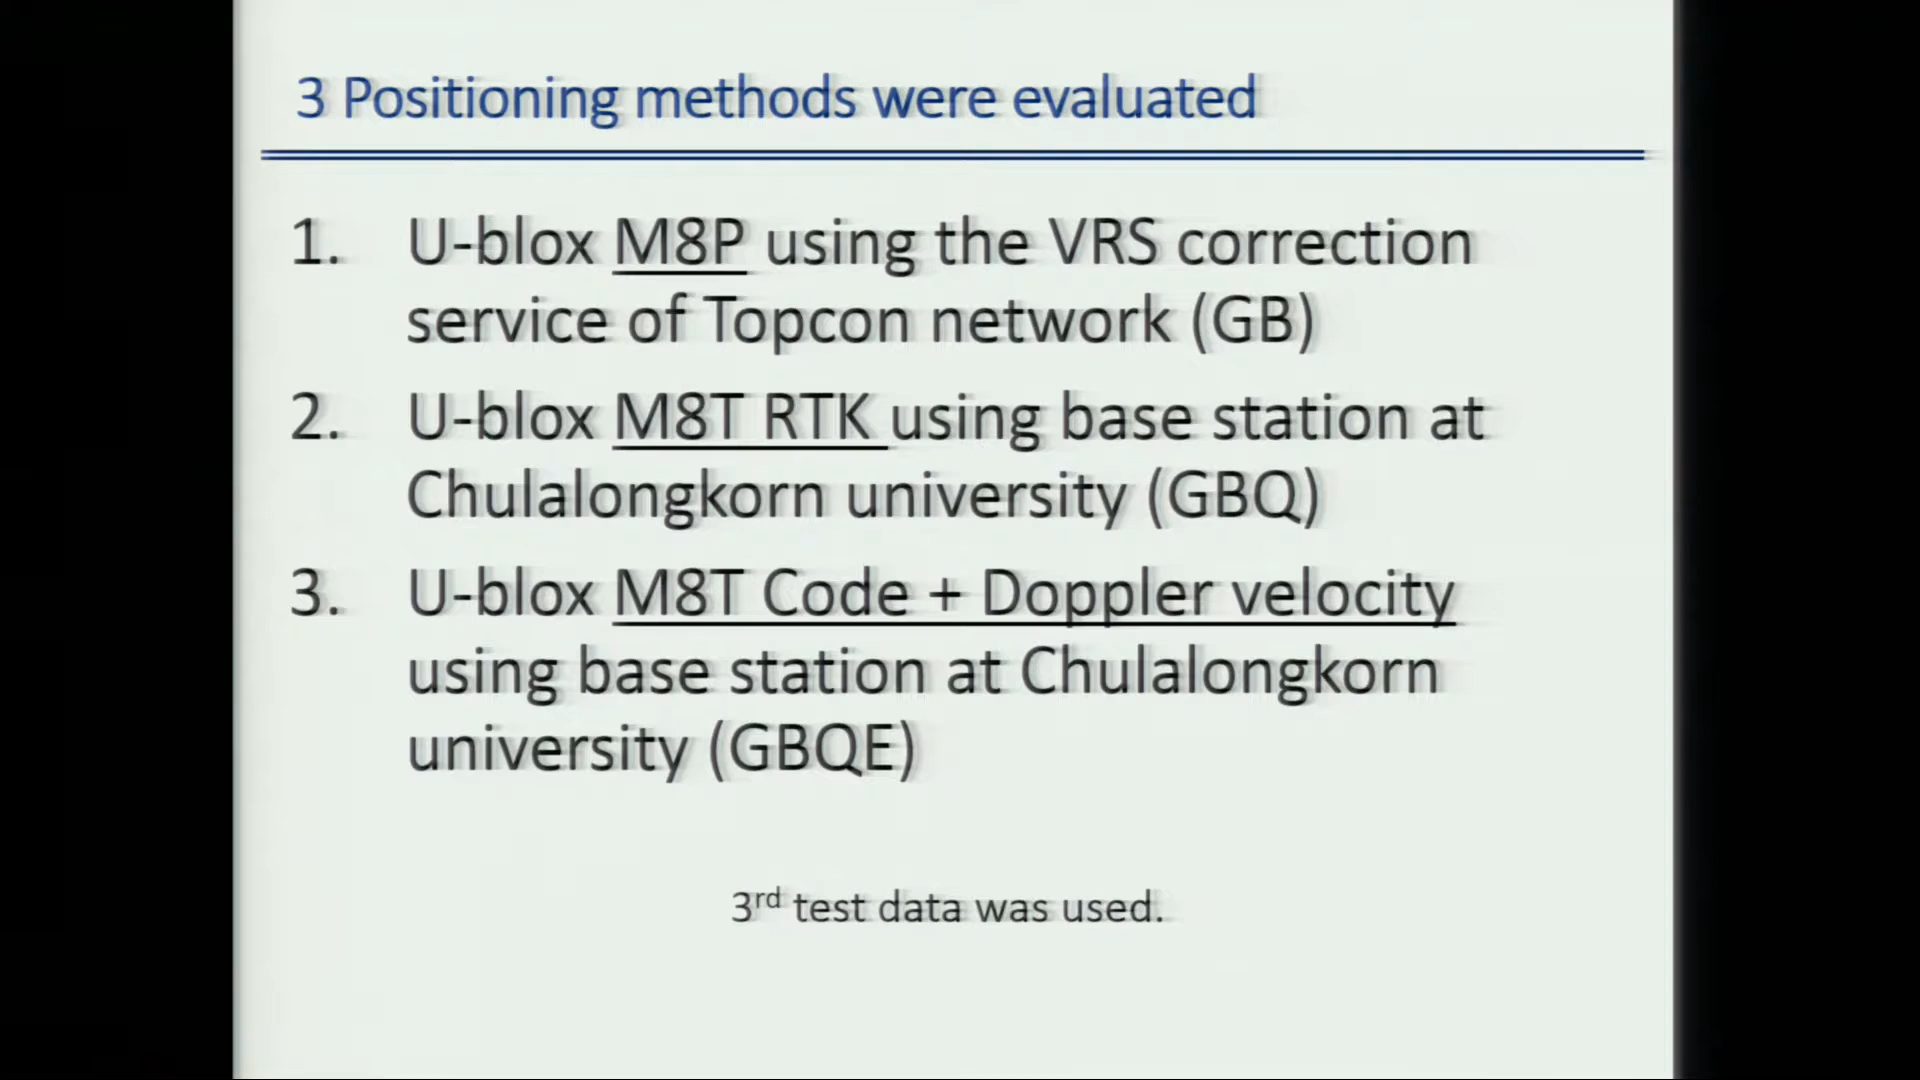 3 Positioning methods were evaluated
1. U-blox M8P using the VRS correction
service of Topcon network (GB)
2. U-blox M8T RTK using base station at
Chulalongkorn university (GBQ)
3. U-blox M8T Code + Doppler velocity
using base station at Chulalongkorn
university (GBQE)
3rd test data was used.